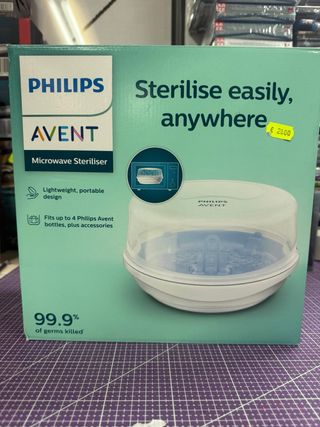 PHILIPS
AVENT
Microwave Steriliser
Sterilise easily,
anywhere
Lightweight, portable
design
Fits up to 4 Philips Avent
bottles, plus accessories
PHILIPS
AVENT
99.9%
of germs killed